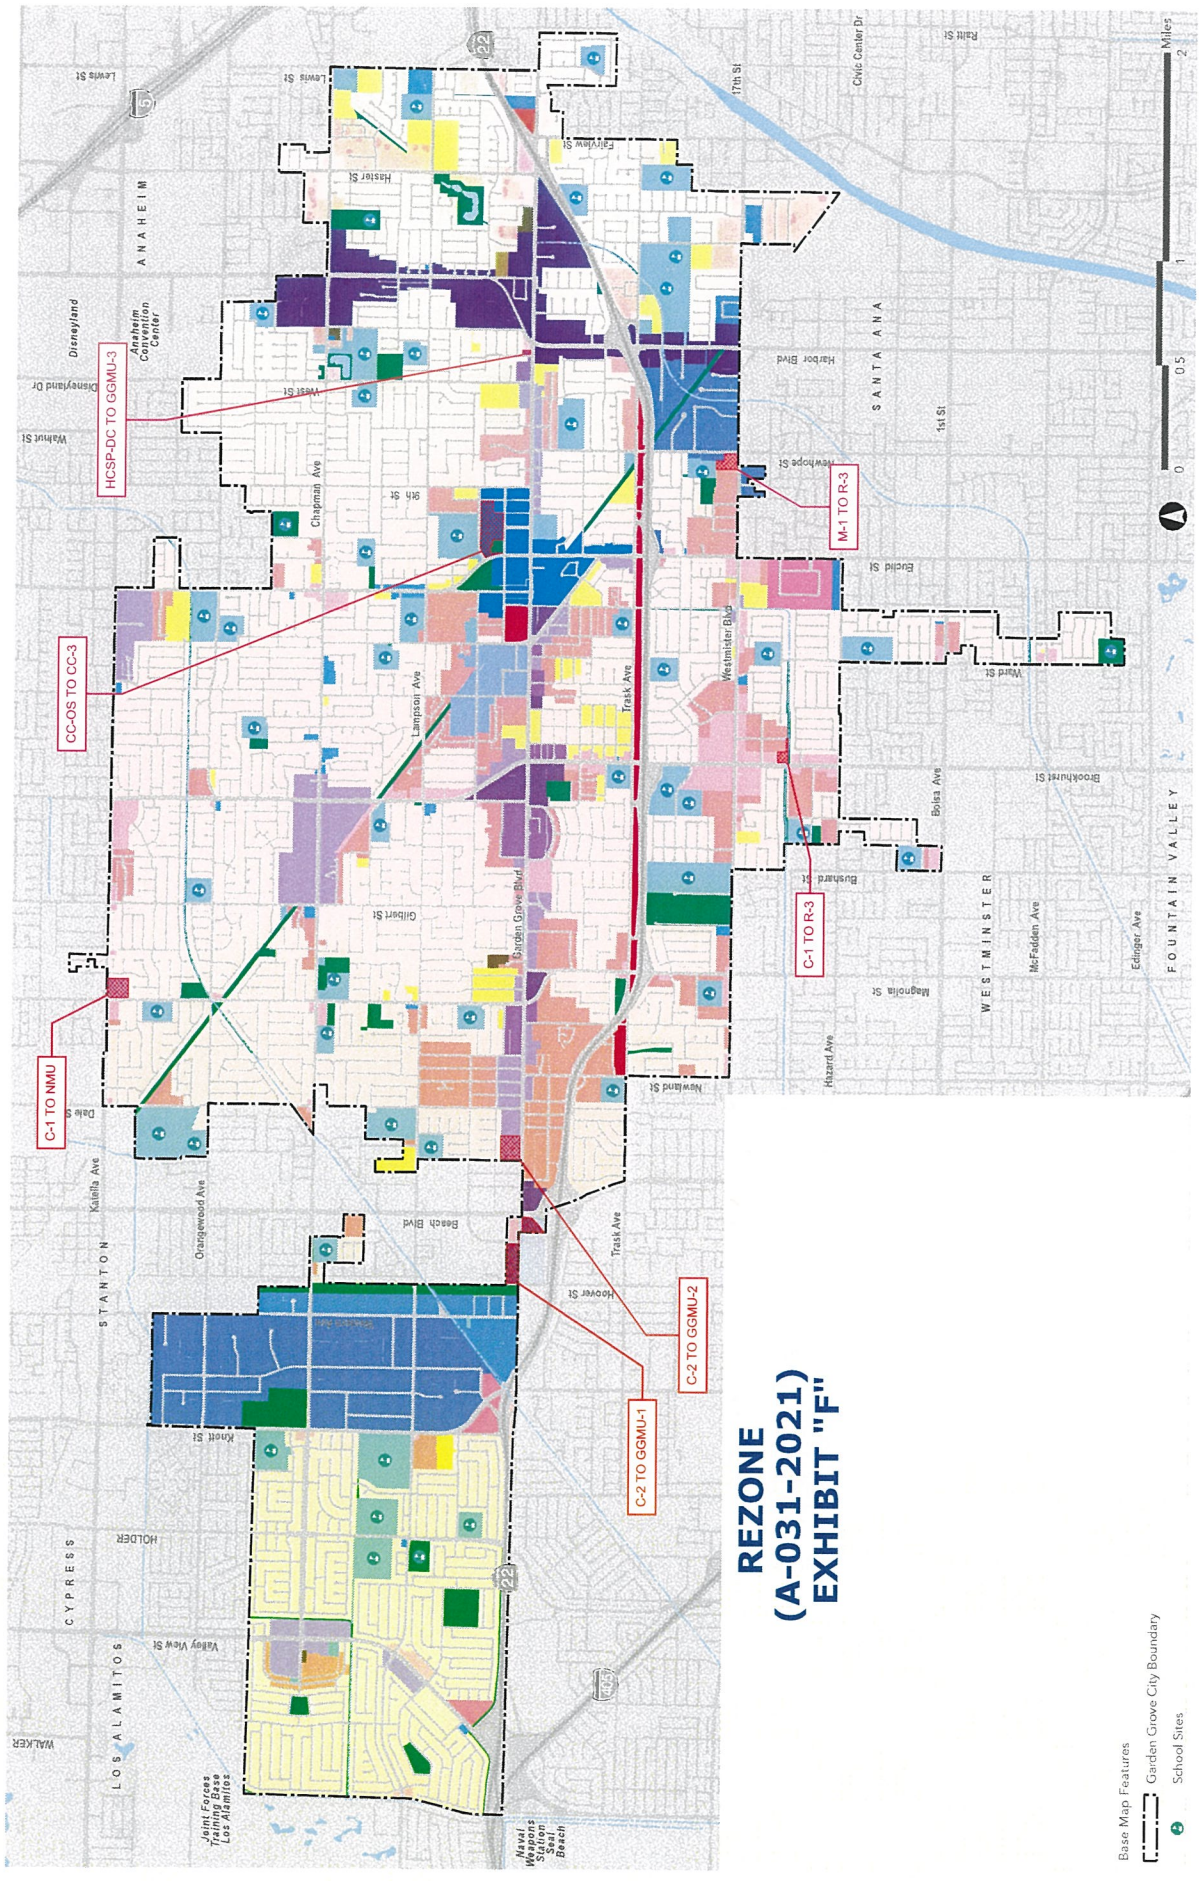 REZONE
(A-031-2021)
EXHIBIT "F"
HCSP-DC TO GGMU-3
CC-OS TO CC-3
C-1 TO NMU
M-1 TO R-3
C-1 TO R-3
C-2 TO GGMU-2
C-2 TO GGMU-1
Lewis St
Lewis St
5
22
ANAHEIM
Haster St
Fairview St
17th St
Civic Center Dr
Raitt St
Disneyland
Anaheim
Convention
Center
Disneyland Dr
Walnut St
West St
Harbor Blvd
SANTA ANA
1st St
Newhope St
Chapman Ave
9th St
Euclid St
Lampson Ave
Trask Ave
Westminster Blvd
Ward St
Brookhurst St
Bolsa Ave
Bushard St
Garden Grove Blvd
Gilbert St
Magnolia St
WESTMINSTER
McFadden Ave
Edinger Ave
FOUNTAIN VALLEY
Hazard Ave
Newland St
Katella Ave
Orangewood Ave
STANTON
Beach Blvd
Trask Ave
Hoover St
Knott St
HOLDER
CYPRESS
Valley View St
22
405
LOS ALAMITOS
WALKER
Joint Forces
Training Base
Los Alamitos
Naval
Weapons
Station
Seal
Beach
0
0.5
1
2
Miles
Base Map Features
Garden Grove City Boundary
School Sites